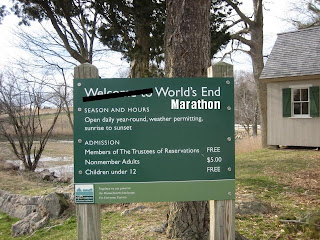 Welcome to World's End
Marathon
SEASON AND HOURS
Open daily year-round, weather permitting,
sunrise to sunset
ADMISSION
Members of The Trustees of Reservations FREE
Nonmember Adults $5.00
Children under 12 FREE